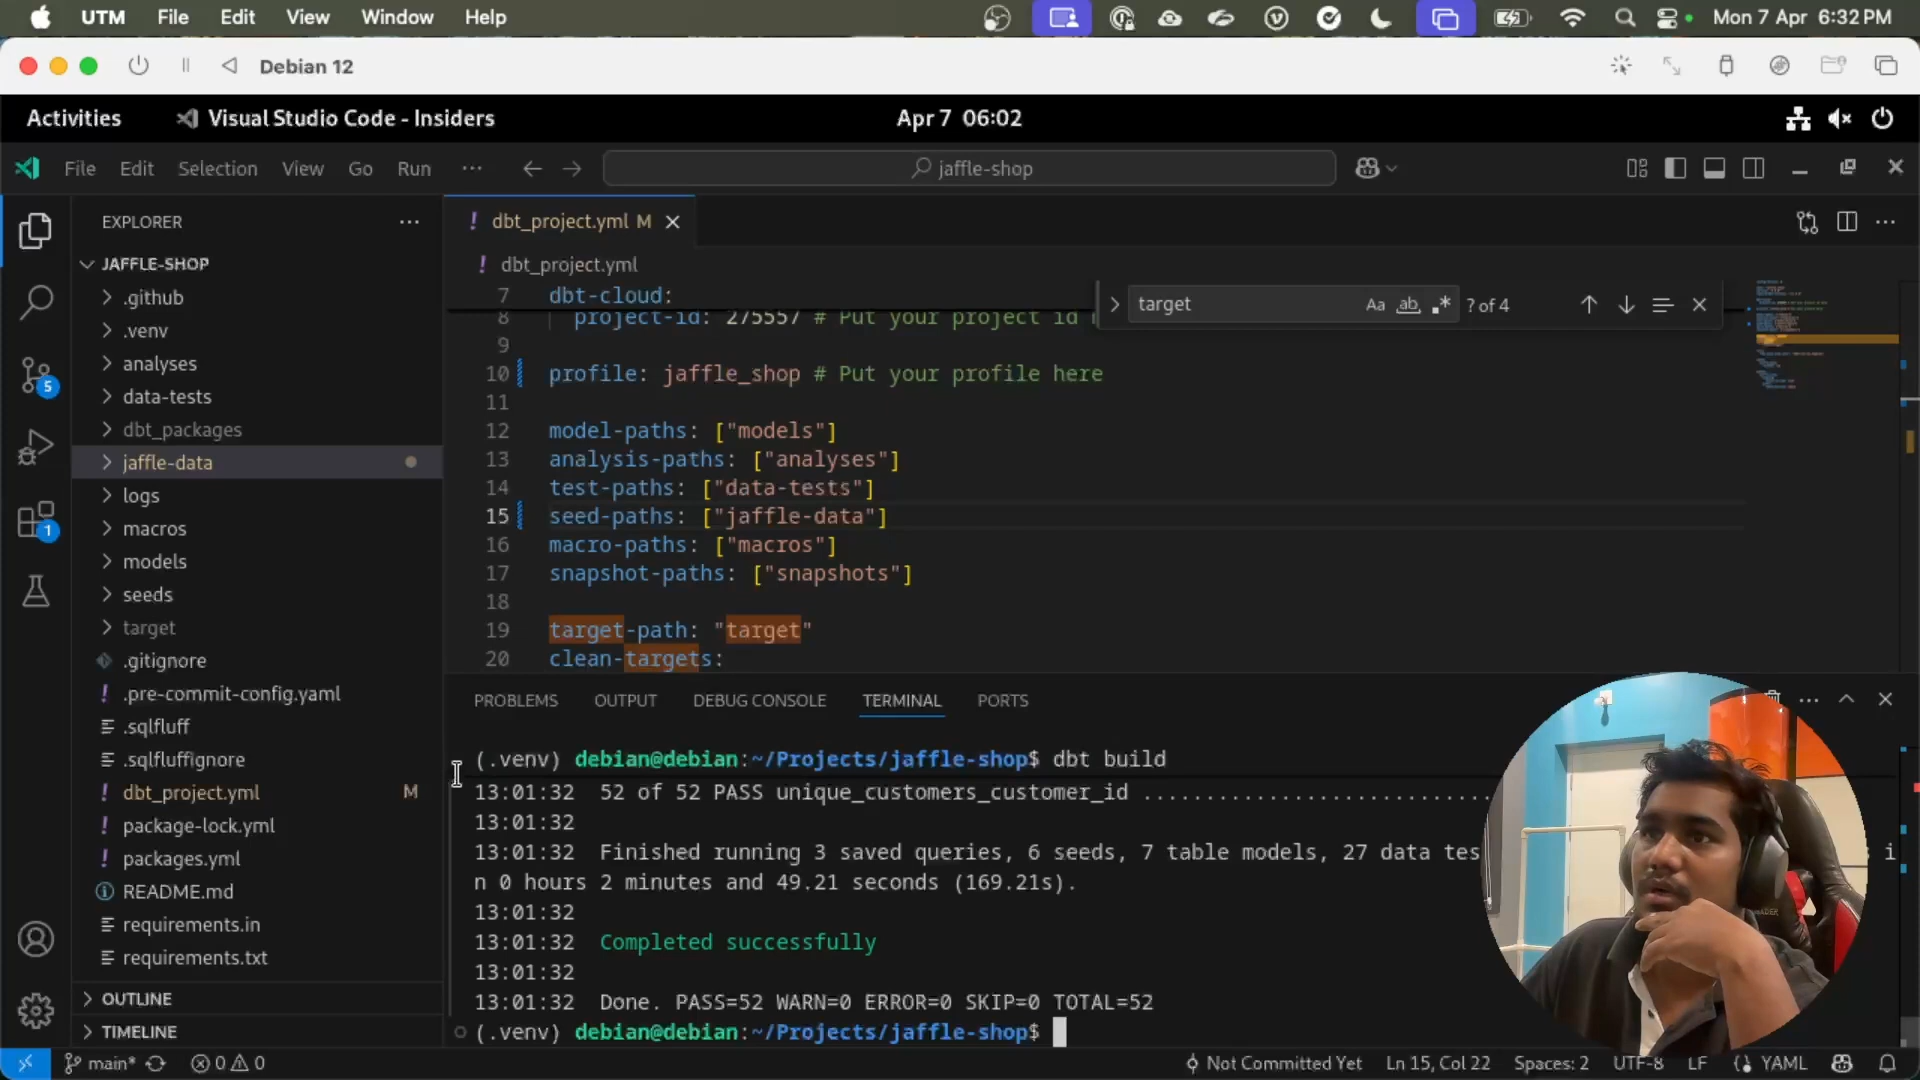 UTM File Edit View Window Help Mon 7 Apr 6:32 PM
Debian 12
Activities Visual Studio Code - Insiders Apr 7 06:02
File Edit Selection View Go Run ··· jaffle-shop
EXPLORER
JAFFLE-SHOP
.github
.venv
analyses
data-tests
dbt_packages
jaffle-data
logs
macros
models
seeds
target
.gitignore
! .pre-commit-config.yaml
.sqlfluff
.sqlfluffignore
! dbt_project.yml M
! package-lock.yml
! packages.yml
README.md
requirements.in
requirements.txt
OUTLINE
TIMELINE
5
1
! dbt_project.yml M
! dbt_project.yml
target Aa ab .* ? of 4
7 dbt-cloud:
8 project-id: 275557 # Put your project id
9
10 profile: jaffle_shop # Put your profile here
11
12 model-paths: ["models"]
13 analysis-paths: ["analyses"]
14 test-paths: ["data-tests"]
15 seed-paths: ["jaffle-data"]
16 macro-paths: ["macros"]
17 snapshot-paths: ["snapshots"]
18
19 target-path: "target"
20 clean-targets:
PROBLEMS OUTPUT DEBUG CONSOLE TERMINAL PORTS
(.venv) debian@debian:~/Projects/jaffle-shop$ dbt build
13:01:32 52 of 52 PASS unique_customers_customer_id ................................
13:01:32
13:01:32 Finished running 3 saved queries, 6 seeds, 7 table models, 27 data tes
n 0 hours 2 minutes and 49.21 seconds (169.21s).
13:01:32
13:01:32 Completed successfully
13:01:32
13:01:32 Done. PASS=52 WARN=0 ERROR=0 SKIP=0 TOTAL=52
(.venv) debian@debian:~/Projects/jaffle-shop$
main* 0 0 Not Committed Yet Ln 15, Col 22 Spaces: 2 UTF-8 LF YAML